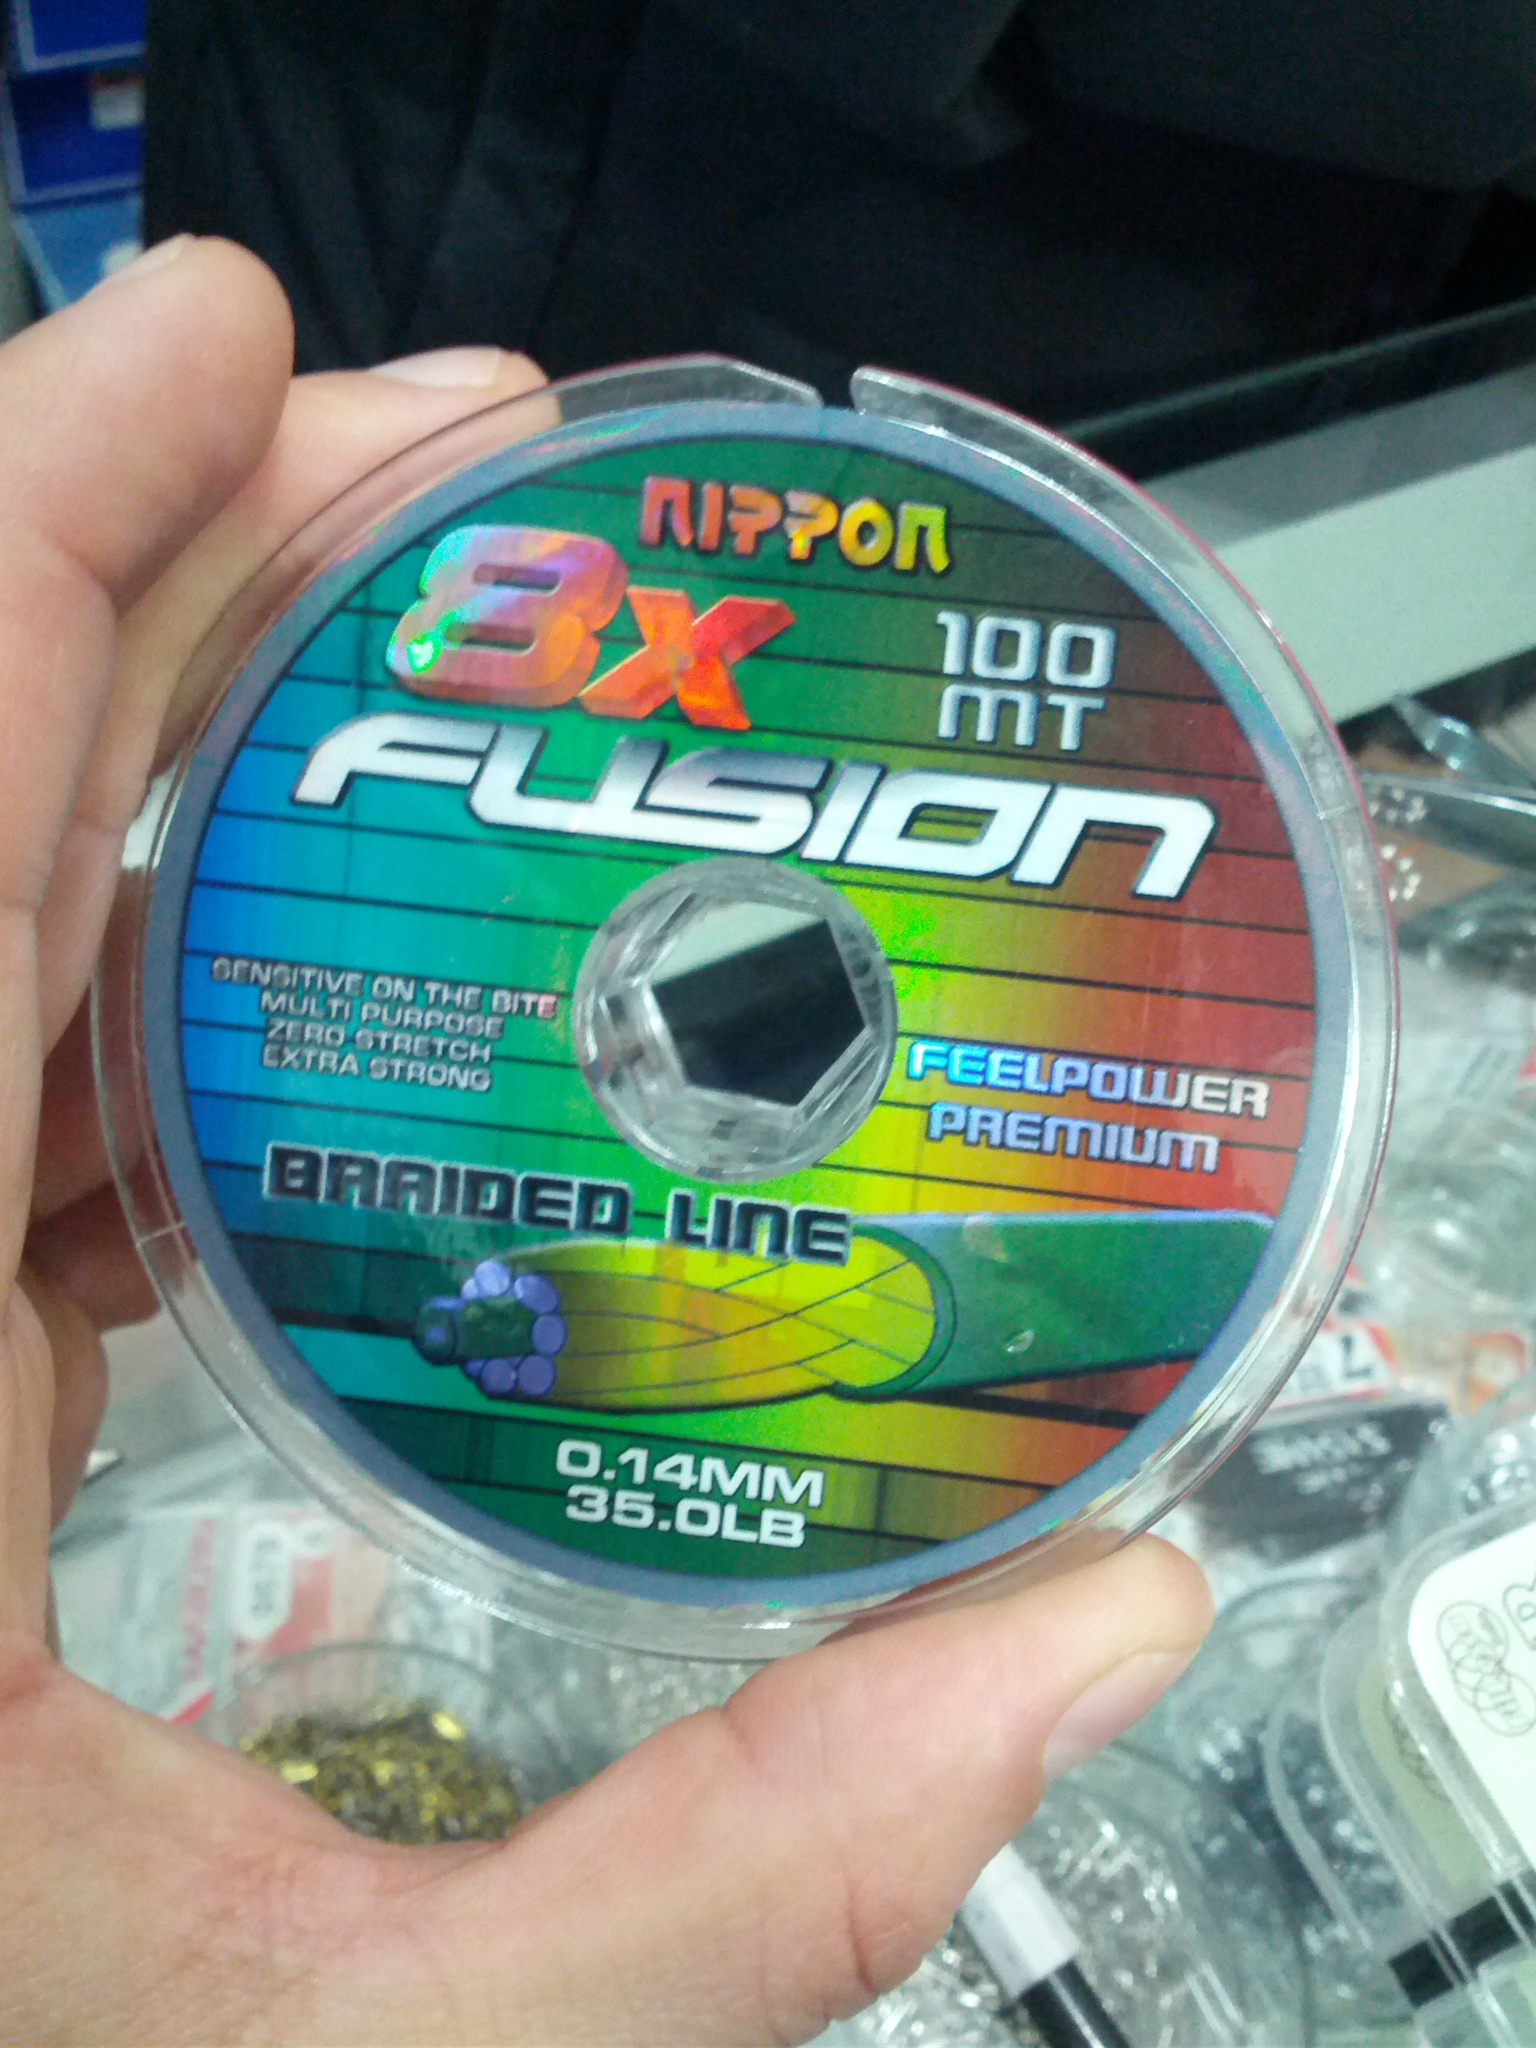 NIPPON
8X
100
MT
FUSION
SENSITIVE ON THE BITE
MULTI PURPOSE
ZERO STRETCH
EXTRA STRONG
FEELPOWER
PREMIUM
BRAIDED LINE
0.14MM
35.0LB